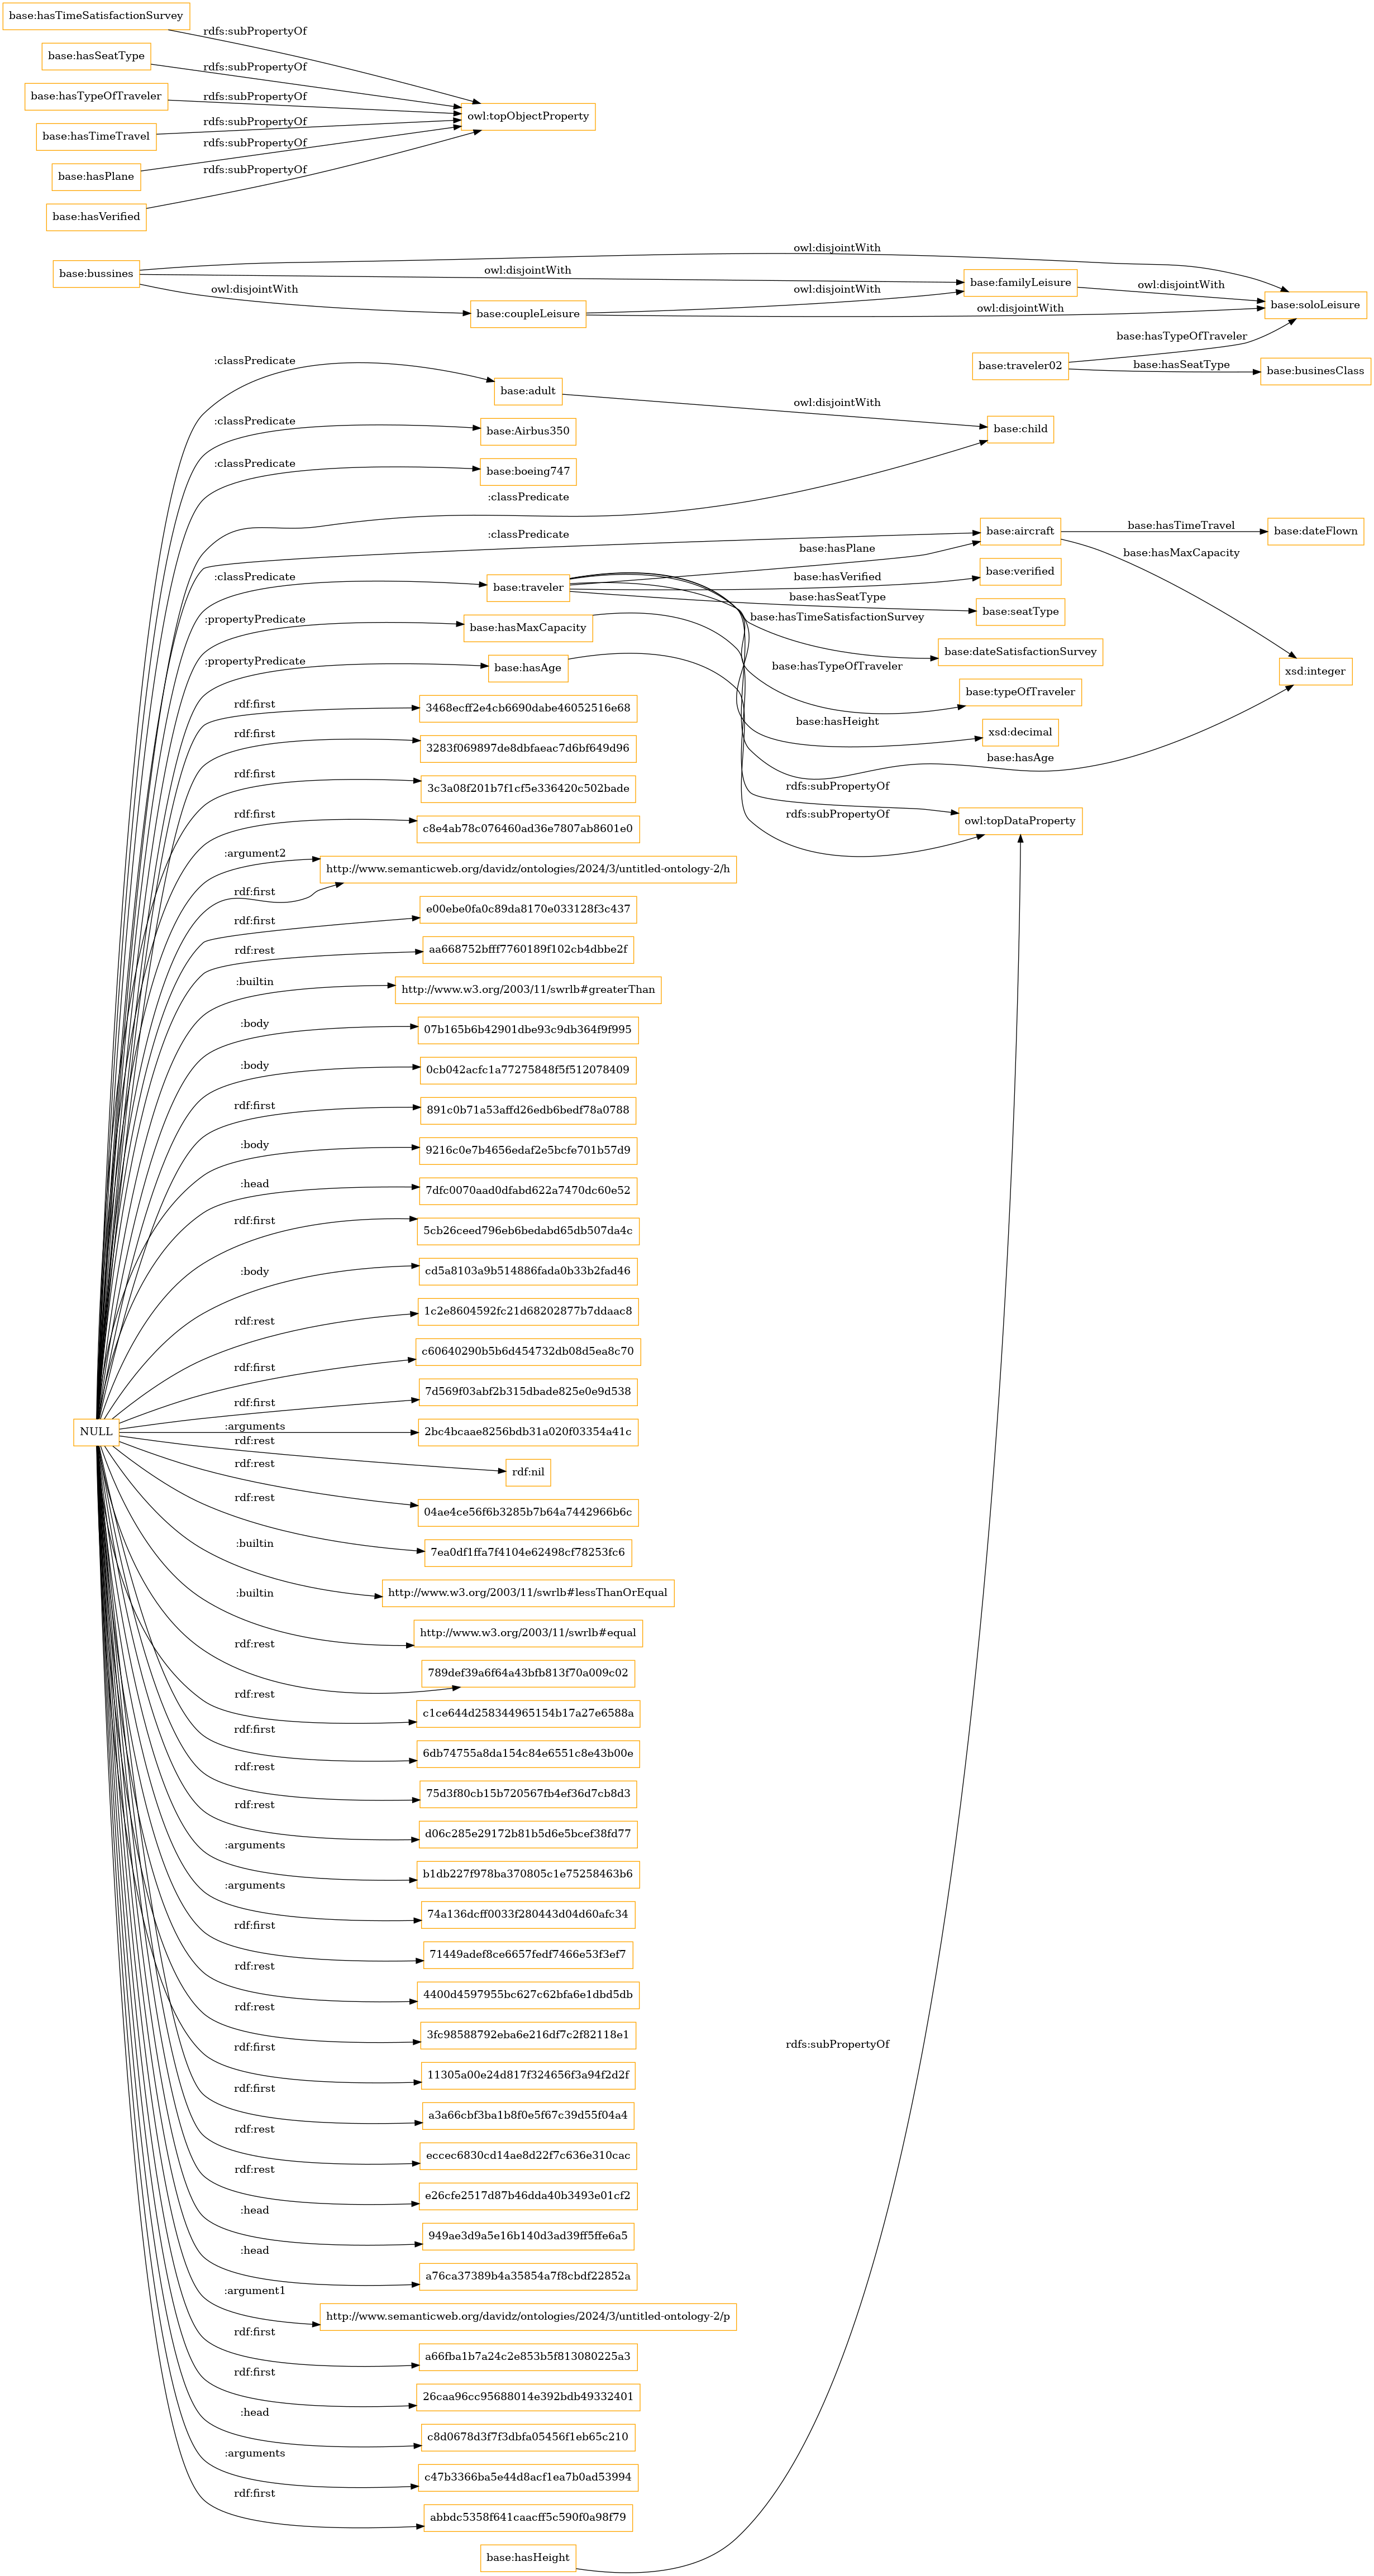 base:hasTimeSatisfactionSurvey
rdfs:subPropertyOf
base:hasSeatType
rdfs:subPropertyOf
base:hasTypeOfTraveler
rdfs:subPropertyOf
owl:topObjectProperty
base:hasTimeTravel
rdfs:subPropertyOf
base:hasPlane
rdfs:subPropertyOf
base:hasVerified
rdfs:subPropertyOf
base:bussines
owl:disjointWith
owl:disjointWith
owl:disjointWith
base:coupleLeisure
owl:disjointWith
base:familyLeisure
owl:disjointWith
owl:disjointWith
base:soloLeisure
base:traveler02
base:hasTypeOfTraveler
base:hasSeatType
base:businesClass
:classPredicate
base:adult
owl:disjointWith
base:child
:classPredicate
base:Airbus350
:classPredicate
base:boeing747
:classPredicate
:classPredicate
base:aircraft
base:hasTimeTravel
base:dateFlown
base:hasMaxCapacity
:classPredicate
base:traveler
base:hasPlane
base:hasVerified
base:verified
base:hasSeatType
base:seatType
base:hasTimeSatisfactionSurvey
base:dateSatisfactionSurvey
:propertyPredicate
base:hasMaxCapacity
:propertyPredicate
base:hasAge
base:hasTypeOfTraveler
base:typeOfTraveler
xsd:integer
base:hasHeight
xsd:decimal
base:hasAge
rdfs:subPropertyOf
rdfs:subPropertyOf
owl:topDataProperty
rdf:first
3468ecff2e4cb6690dabe46052516e68
rdf:first
3283f069897de8dbfaeac7d6bf649d96
rdf:first
3c3a08f201b7f1cf5e336420c502bade
rdf:first
c8e4ab78c076460ad36e7807ab8601e0
:argument2
http://www.semanticweb.org/davidz/ontologies/2024/3/untitled-ontology-2/h
rdf:first
rdf:first
e00ebe0fa0c89da8170e033128f3c437
rdf:rest
aa668752bfff7760189f102cb4dbbe2f
:builtin
http://www.w3.org/2003/11/swrlb#greaterThan
:body
07b165b6b42901dbe93c9db364f9f995
:body
0cb042acfc1a77275848f5f512078409
rdf:first
891c0b71a53affd26edb6bedf78a0788
:body
9216c0e7b4656edaf2e5bcfe701b57d9
:head
7dfc0070aad0dfabd622a7470dc60e52
rdf:first
5cb26ceed796eb6bedabd65db507da4c
:body
cd5a8103a9b514886fada0b33b2fad46
rdf:rest
1c2e8604592fc21d68202877b7ddaac8
rdf:first
c60640290b5b6d454732db08d5ea8c70
rdf:first
7d569f03abf2b315dbade825e0e9d538
NULL
:arguments
2bc4bcaae8256bdb31a020f03354a41c
rdf:rest
rdf:nil
rdf:rest
04ae4ce56f6b3285b7b64a7442966b6c
rdf:rest
7ea0df1ffa7f4104e62498cf78253fc6
:builtin
http://www.w3.org/2003/11/swrlb#lessThanOrEqual
:builtin
http://www.w3.org/2003/11/swrlb#equal
rdf:rest
789def39a6f64a43bfb813f70a009c02
rdf:rest
c1ce644d258344965154b17a27e6588a
rdf:first
6db74755a8da154c84e6551c8e43b00e
rdf:rest
75d3f80cb15b720567fb4ef36d7cb8d3
rdf:rest
d06c285e29172b81b5d6e5bcef38fd77
:arguments
b1db227f978ba370805c1e75258463b6
:arguments
74a136dcff0033f280443d04d60afc34
rdf:first
71449adef8ce6657fedf7466e53f3ef7
rdf:rest
4400d4597955bc627c62bfa6e1dbd5db
rdf:rest
3fc98588792eba6e216df7c2f82118e1
rdfs:subPropertyOf
rdf:first
11305a00e24d817f324656f3a94f2d2f
rdf:first
a3a66cbf3ba1b8f0e5f67c39d55f04a4
rdf:rest
eccec6830cd14ae8d22f7c636e310cac
rdf:rest
e26cfe2517d87b46dda40b3493e01cf2
:head
949ae3d9a5e16b140d3ad39ff5ffe6a5
:head
a76ca37389b4a35854a7f8cbdf22852a
:argument1
http://www.semanticweb.org/davidz/ontologies/2024/3/untitled-ontology-2/p
rdf:first
a66fba1b7a24c2e853b5f813080225a3
rdf:first
26caa96cc95688014e392bdb49332401
:head
c8d0678d3f7f3dbfa05456f1eb65c210
:arguments
c47b3366ba5e44d8acf1ea7b0ad53994
rdf:first
abbdc5358f641caacff5c590f0a98f79
base:hasHeight